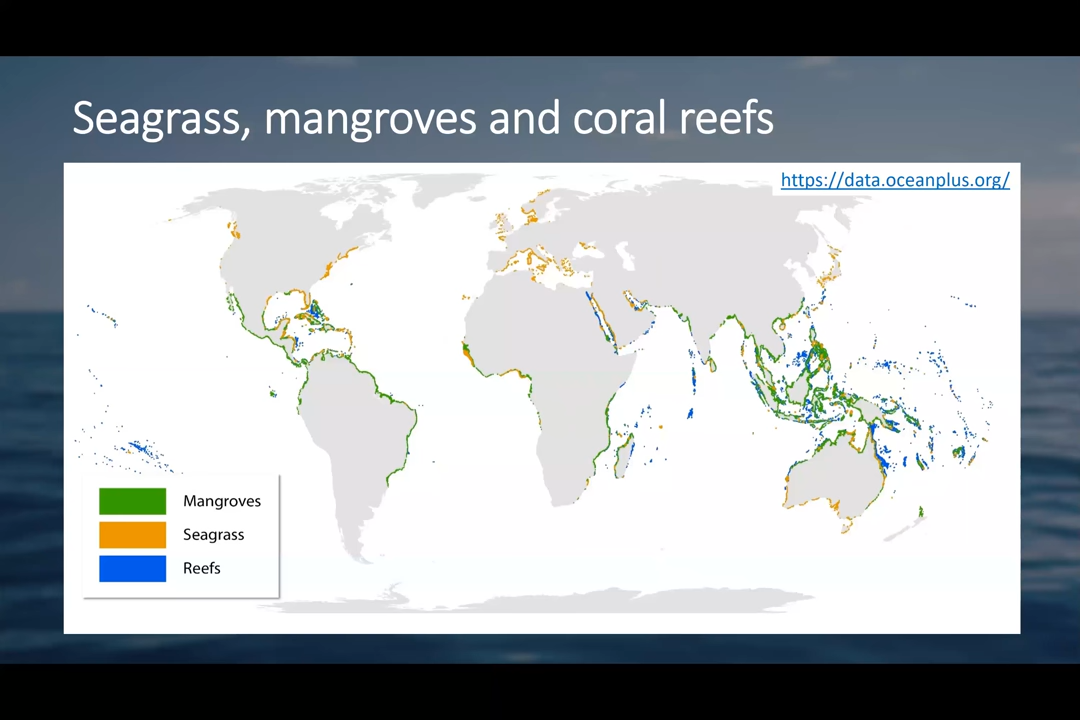 Seagrass, mangroves and coral reefs
https://data.oceanplus.org/
Mangroves
Seagrass
Reefs